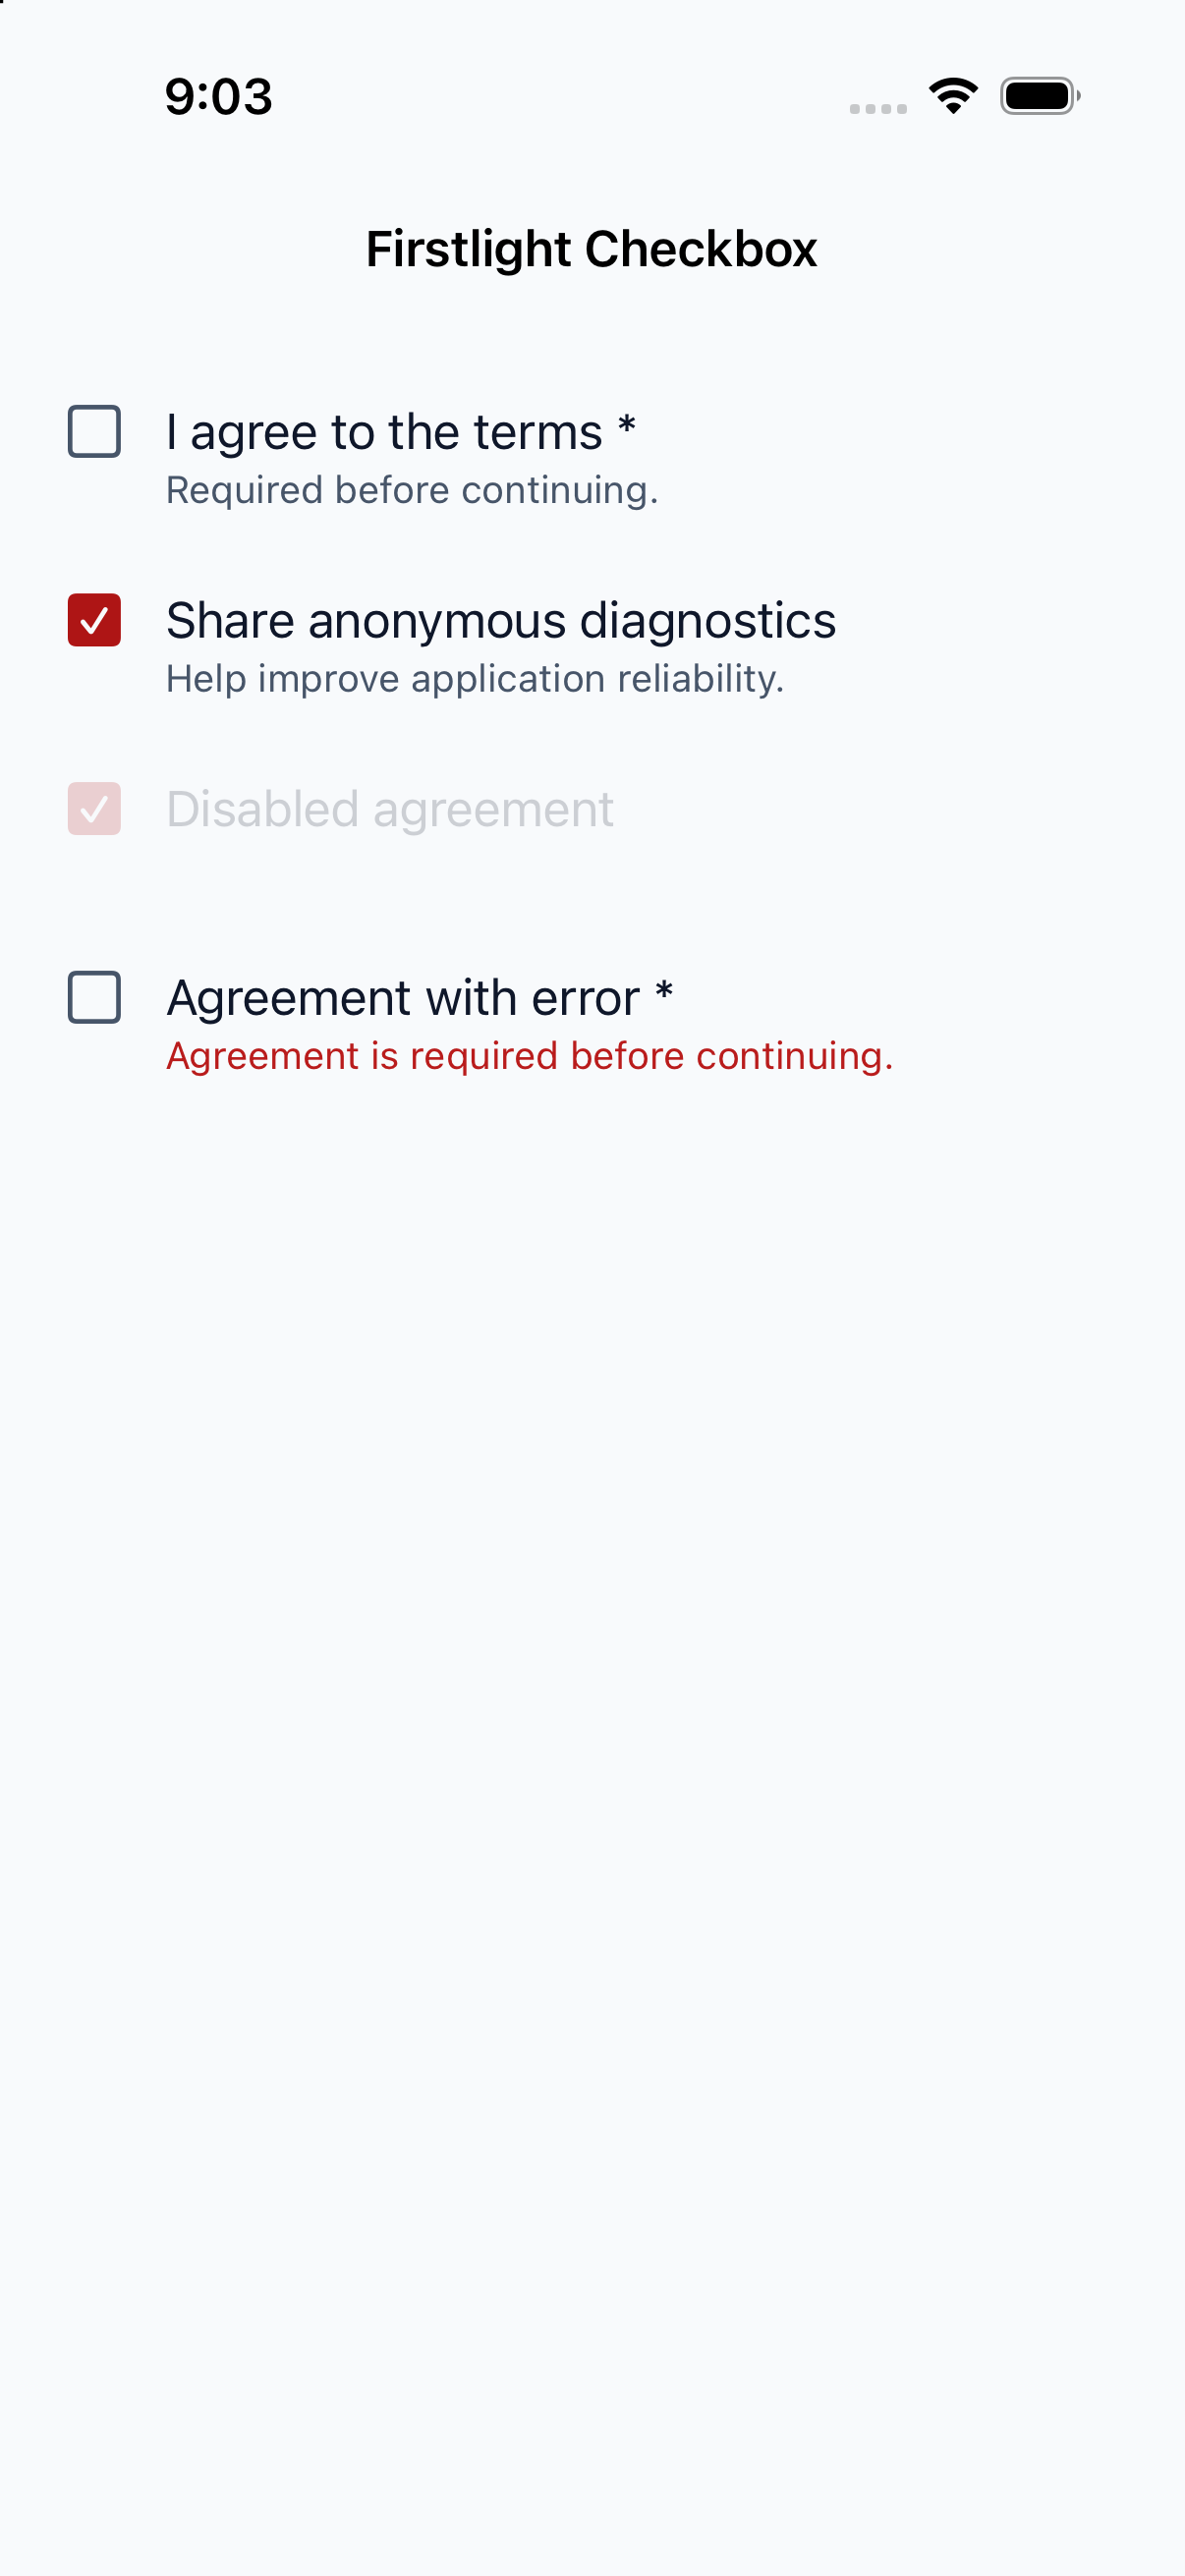 9:03
Firstlight Checkbox
I agree to the terms *
Required before continuing.
Share anonymous diagnostics
Help improve application reliability.
Disabled agreement
Agreement with error *
Agreement is required before continuing.